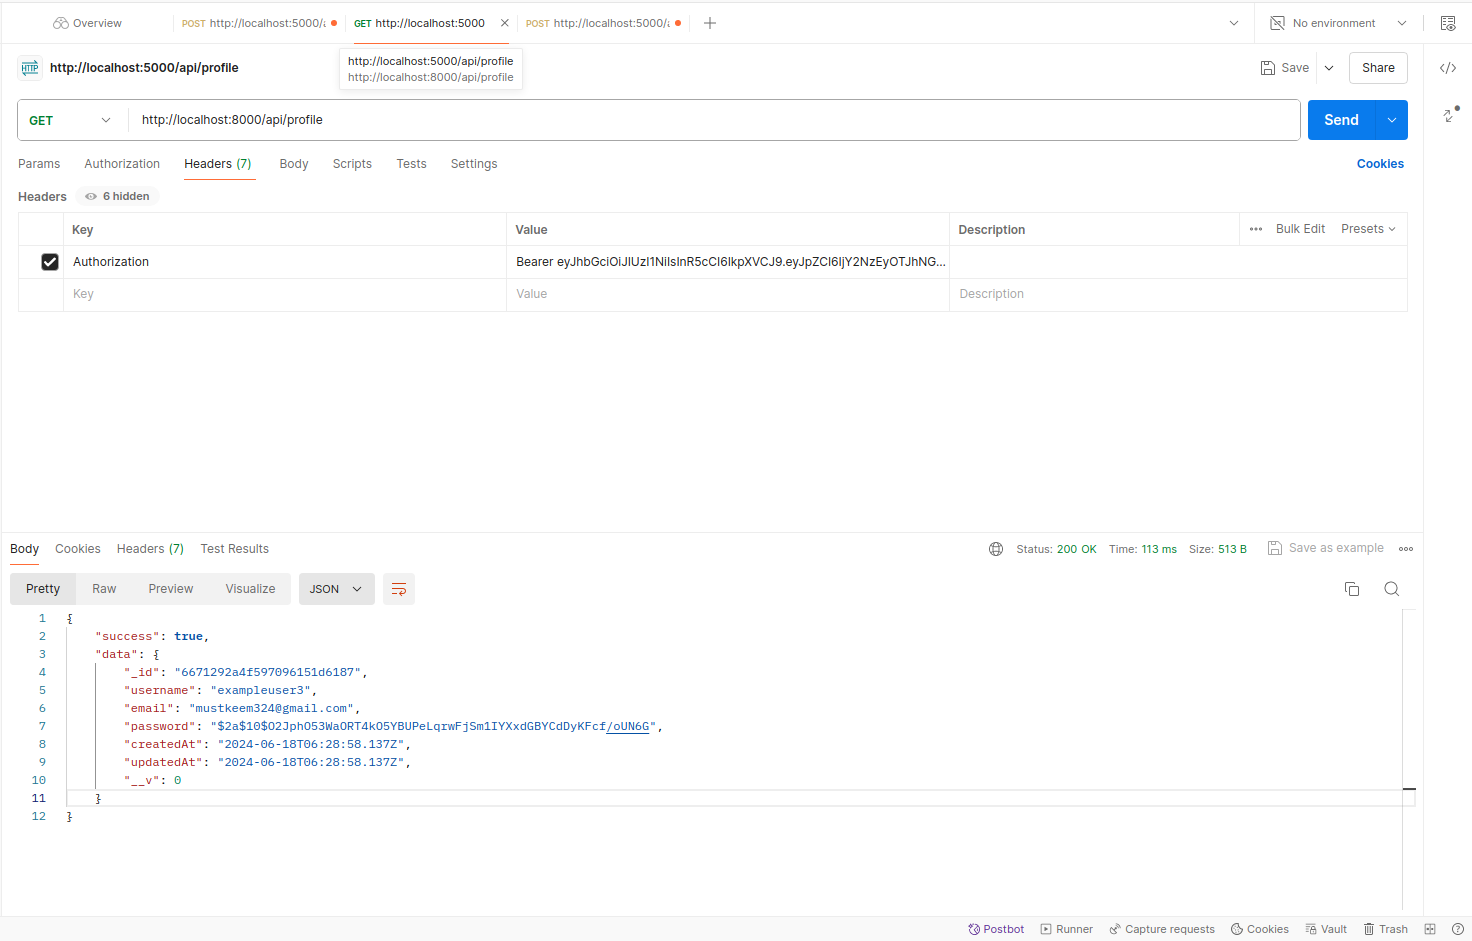 Overview
POST http://localhost:5000/a
GET http://localhost:5000
POST http://localhost:5000/a
No environment
HTTP http://localhost:5000/api/profile
http://localhost:5000/api/profile
http://localhost:8000/api/profile
Save
Share
GET http://localhost:8000/api/profile
Send
Params Authorization Headers (7) Body Scripts Tests Settings
Cookies
Headers 6 hidden
Key Value Description ••• Bulk Edit Presets
Authorization Bearer eyJhbGciOiJIUzI1NiIsInR5cCI6IkpXVCJ9.eyJpZCI6IjY2NzEyOTJhNG...
Key Value Description
Body Cookies Headers (7) Test Results
Status: 200 OK Time: 113 ms Size: 513 B Save as example
Pretty Raw Preview Visualize JSON
1 {
2 "success": true,
3 "data": {
4 "_id": "6671292a4f597096151d6187",
5 "username": "exampleuser3",
6 "email": "mustkeem324@gmail.com",
7 "password": "$2a$10$O2JphO53WaORT4kO5YBUPeLqrwFjSm1IYXxdGBYCdDyKFcf/oUN6G",
8 "createdAt": "2024-06-18T06:28:58.137Z",
9 "updatedAt": "2024-06-18T06:28:58.137Z",
10 "__v": 0
11 }
12 }
Postbot Runner Capture requests Cookies Vault Trash